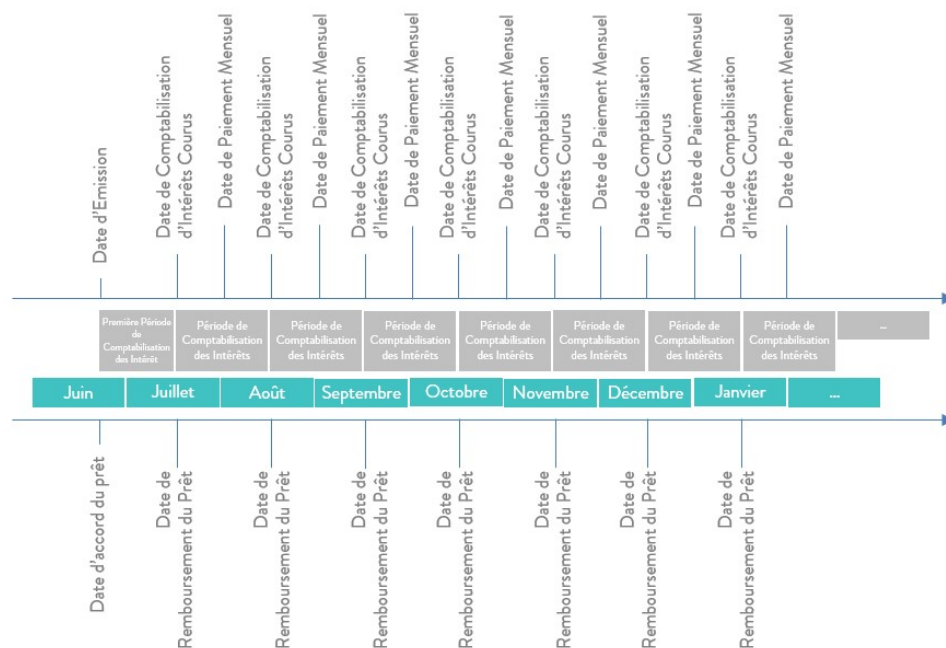 Date d'Emission
Date de Comptabilisation
d'Intérêts Courus
Date de Paiement Mensuel
Date de Comptabilisation
d'Intérêts Courus
Date de Paiement Mensuel
Date de Comptabilisation
d'Intérêts Courus
Date de Paiement Mensuel
Date de Comptabilisation
d'Intérêts Courus
Date de Paiement Mensuel
Date de Comptabilisation
d'Intérêts Courus
Date de Paiement Mensuel
Date de Comptabilisation
d'Intérêts Courus
Date de Paiement Mensuel
Date de Comptabilisation
d'Intérêts Courus
Date de Paiement Mensuel
Première Période
de
Comptabilisation
des Intérêt
Période de
Comptabilisation
des Intérêts
Période de
Comptabilisation
des Intérêts
Période de
Comptabilisation
des Intérêts
Période de
Comptabilisation
des Intérêts
Période de
Comptabilisation
des Intérêts
Période de
Comptabilisation
des Intérêts
Période de
Comptabilisation
des Intérêts
...
Juin
Juillet
Août
Septembre
Octobre
Novembre
Décembre
Janvier
...
Date d'accord du prêt
Date de
Remboursement du Prêt
Date de
Remboursement du Prêt
Date de
Remboursement du Prêt
Date de
Remboursement du Prêt
Date de
Remboursement du Prêt
Date de
Remboursement du Prêt
Date de
Remboursement du Prêt